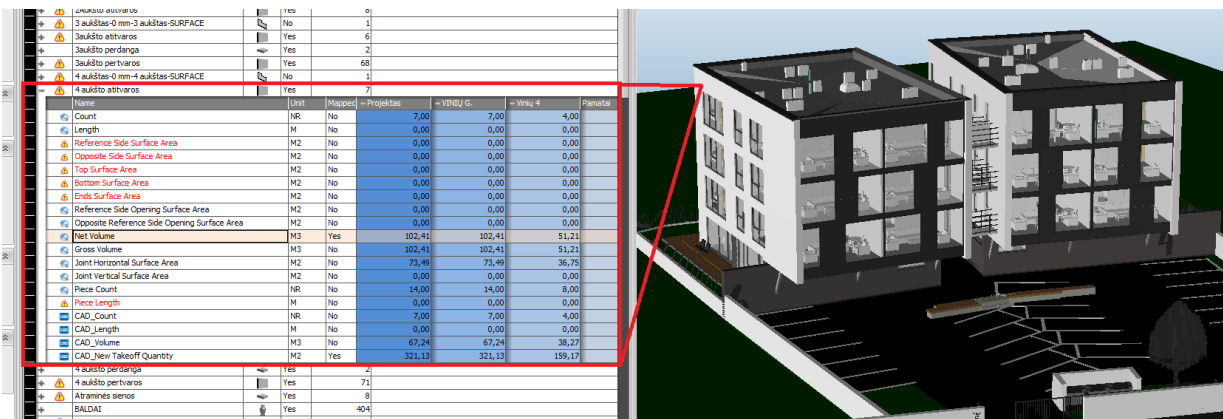 2Aukštas atitvaros Yes 8
3 aukštas-0 mm-3 aukštas-SURFACE No 1
3aukšto atitvaros Yes 6
3aukšto perdanga Yes 2
3aukšto pertvaros Yes 68
4 aukštas-0 mm-4 aukštas-SURFACE No 1
4 aukšto atitvaros Yes 7
Name Unit Mapped Projektas VINIŲ G. Vinių 4 Pamatai
Count NR No 7,00 7,00 4,00
Length M No 0,00 0,00 0,00
Reference Side Surface Area M2 No 0,00 0,00 0,00
Opposite Side Surface Area M2 No 0,00 0,00 0,00
Top Surface Area M2 No 0,00 0,00 0,00
Bottom Surface Area M2 No 0,00 0,00 0,00
Ends Surface Area M2 No 0,00 0,00 0,00
Reference Side Opening Surface Area M2 No 0,00 0,00 0,00
Opposite Reference Side Opening Surface Area M2 No 0,00 0,00 0,00
Net Volume M3 Yes 102,41 102,41 51,21
Gross Volume M3 No 102,41 102,41 51,21
Joint Horizontal Surface Area M2 No 73,49 73,49 36,75
Joint Vertical Surface Area M2 No 0,00 0,00 0,00
Piece Count NR No 14,00 14,00 8,00
Piece Length M No 0,00 0,00 0,00
CAD_Count NR No 7,00 7,00 4,00
CAD_Length M No 0,00 0,00 0,00
CAD_Volume M3 No 67,24 67,24 38,27
CAD_New Takeoff Quantity M2 Yes 321,13 321,13 159,17
4 aukšto perdanga Yes 2
4 aukšto pertvaros Yes 71
Atraminės sienos Yes 8
BALDAI Yes 404